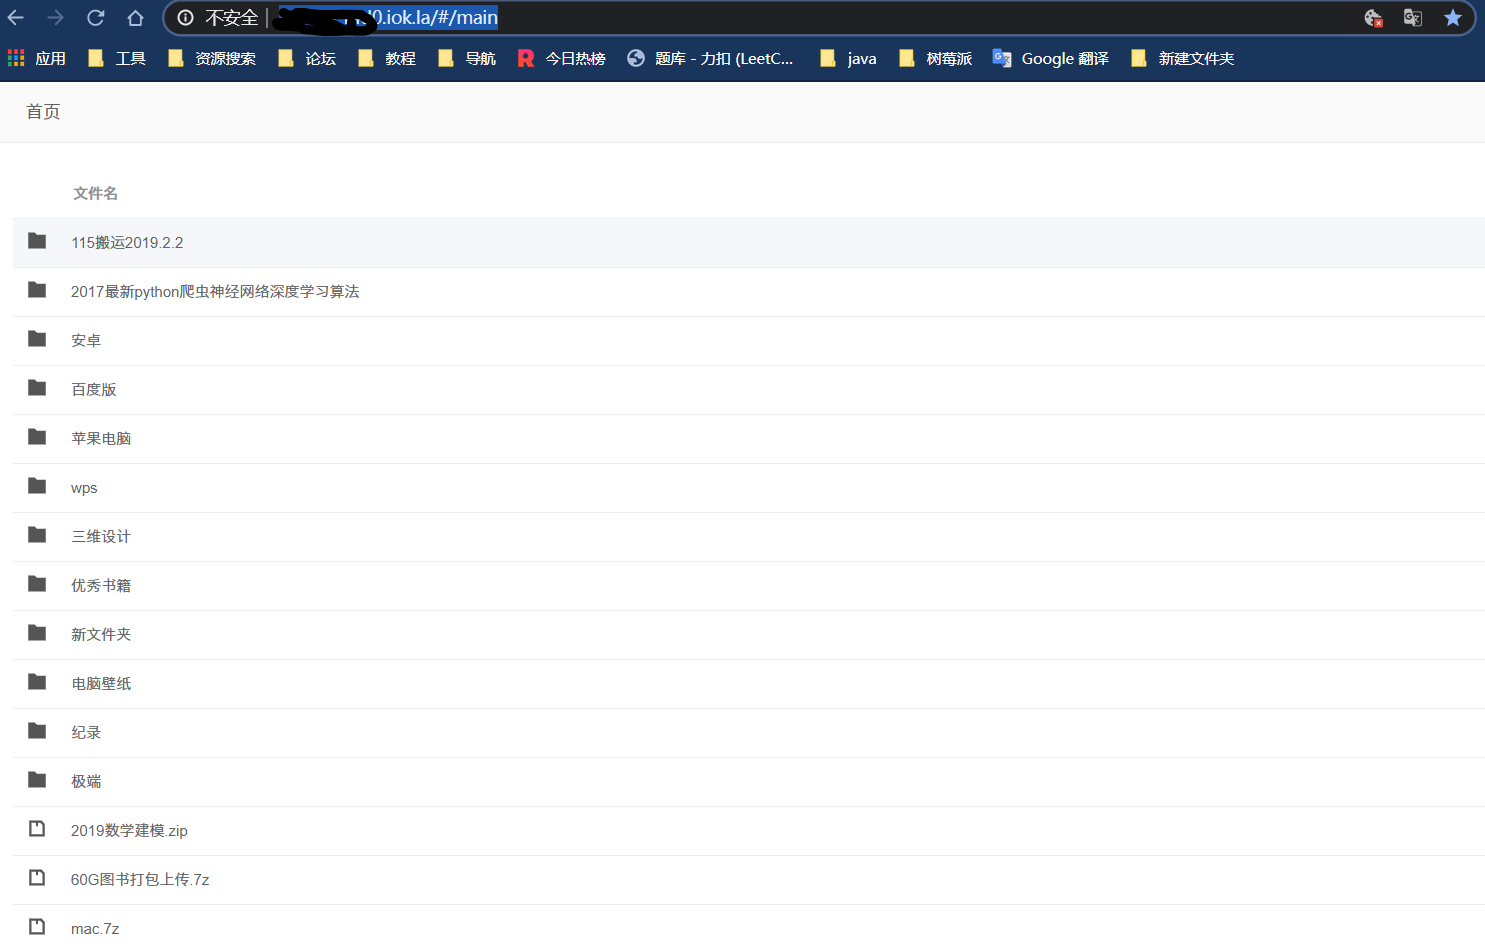 不安全 | 0.iok.la/#/main
应用 工具 资源搜索 论坛 教程 导航 今日热榜 题库 - 力扣 (LeetC... java 树莓派 Google 翻译 新建文件夹
首页
文件名
115搬运2019.2.2
2017最新python爬虫神经网络深度学习算法
安卓
百度版
苹果电脑
wps
三维设计
优秀书籍
新文件夹
电脑壁纸
纪录
极端
2019数学建模.zip
60G图书打包上传.7z
mac.7z